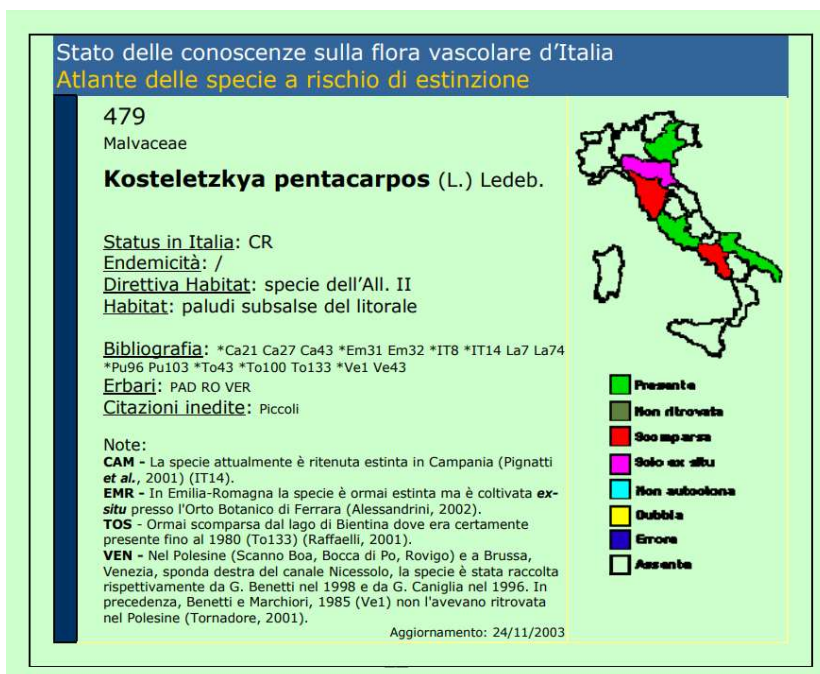 Stato delle conoscenze sulla flora vascolare d'Italia
Atlante delle specie a rischio di estinzione
479
Malvaceae
Kosteletzkya pentacarpos (L.) Ledeb.
Status in Italia: CR
Endemicità: /
Direttiva Habitat: specie dell'All. II
Habitat: paludi subsalse del litorale
Bibliografia: *Ca21 Ca27 Ca43 *Em31 Em32 *IT8 *IT14 La7 La74
*Pu96 Pu103 *To43 *To100 To133 *Ve1 Ve43
Erbari: PAD RO VER
Citazioni inedite: Piccoli
Note:
CAM - La specie attualmente è ritenuta estinta in Campania (Pignatti
et al., 2001) (IT14).
EMR - In Emilia-Romagna la specie è ormai estinta ma è coltivata ex-
situ presso l'Orto Botanico di Ferrara (Alessandrini, 2002).
TOS - Ormai scomparsa dal lago di Bientina dove era certamente
presente fino al 1980 (To133) (Raffaelli, 2001).
VEN - Nel Polesine (Scanno Boa, Bocca di Po, Rovigo) e a Brussa,
Venezia, sponda destra del canale Nicessolo, la specie è stata raccolta
rispettivamente da G. Benetti nel 1998 e da G. Caniglia nel 1996. In
precedenza, Benetti e Marchiori, 1985 (Ve1) non l'avevano ritrovata
nel Polesine (Tornadore, 2001).
Aggiornamento: 24/11/2003
Presente
Non ritrovata
Scomparsa
Solo ex situ
Non autoctona
Dubbia
Errore
Assente